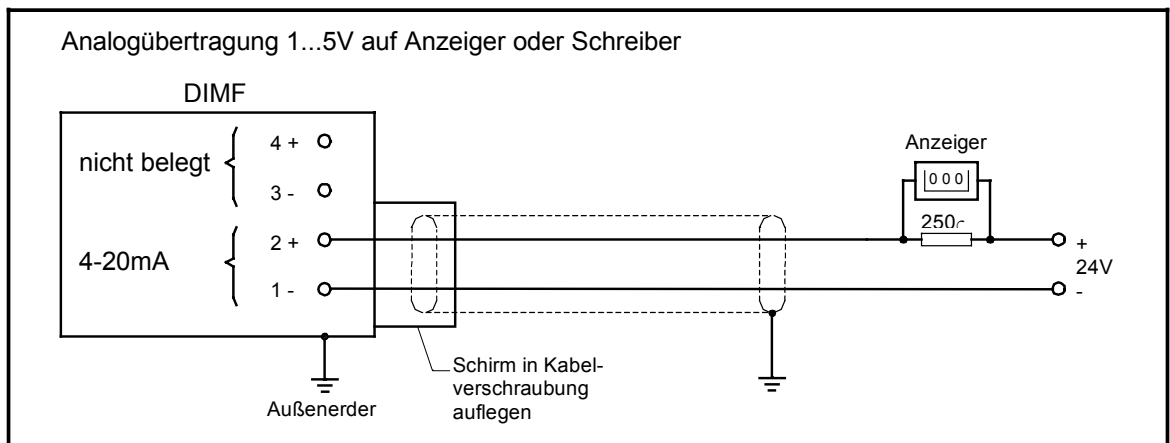 Analogübertragung 1...5V auf Anzeiger oder Schreiber
DIMF
nicht belegt
4 +
3 -
4-20mA
2 +
1 -
Anzeiger
000
250
+
24V
-
Schirm in Kabel-
verschraubung
auflegen
Außenerder